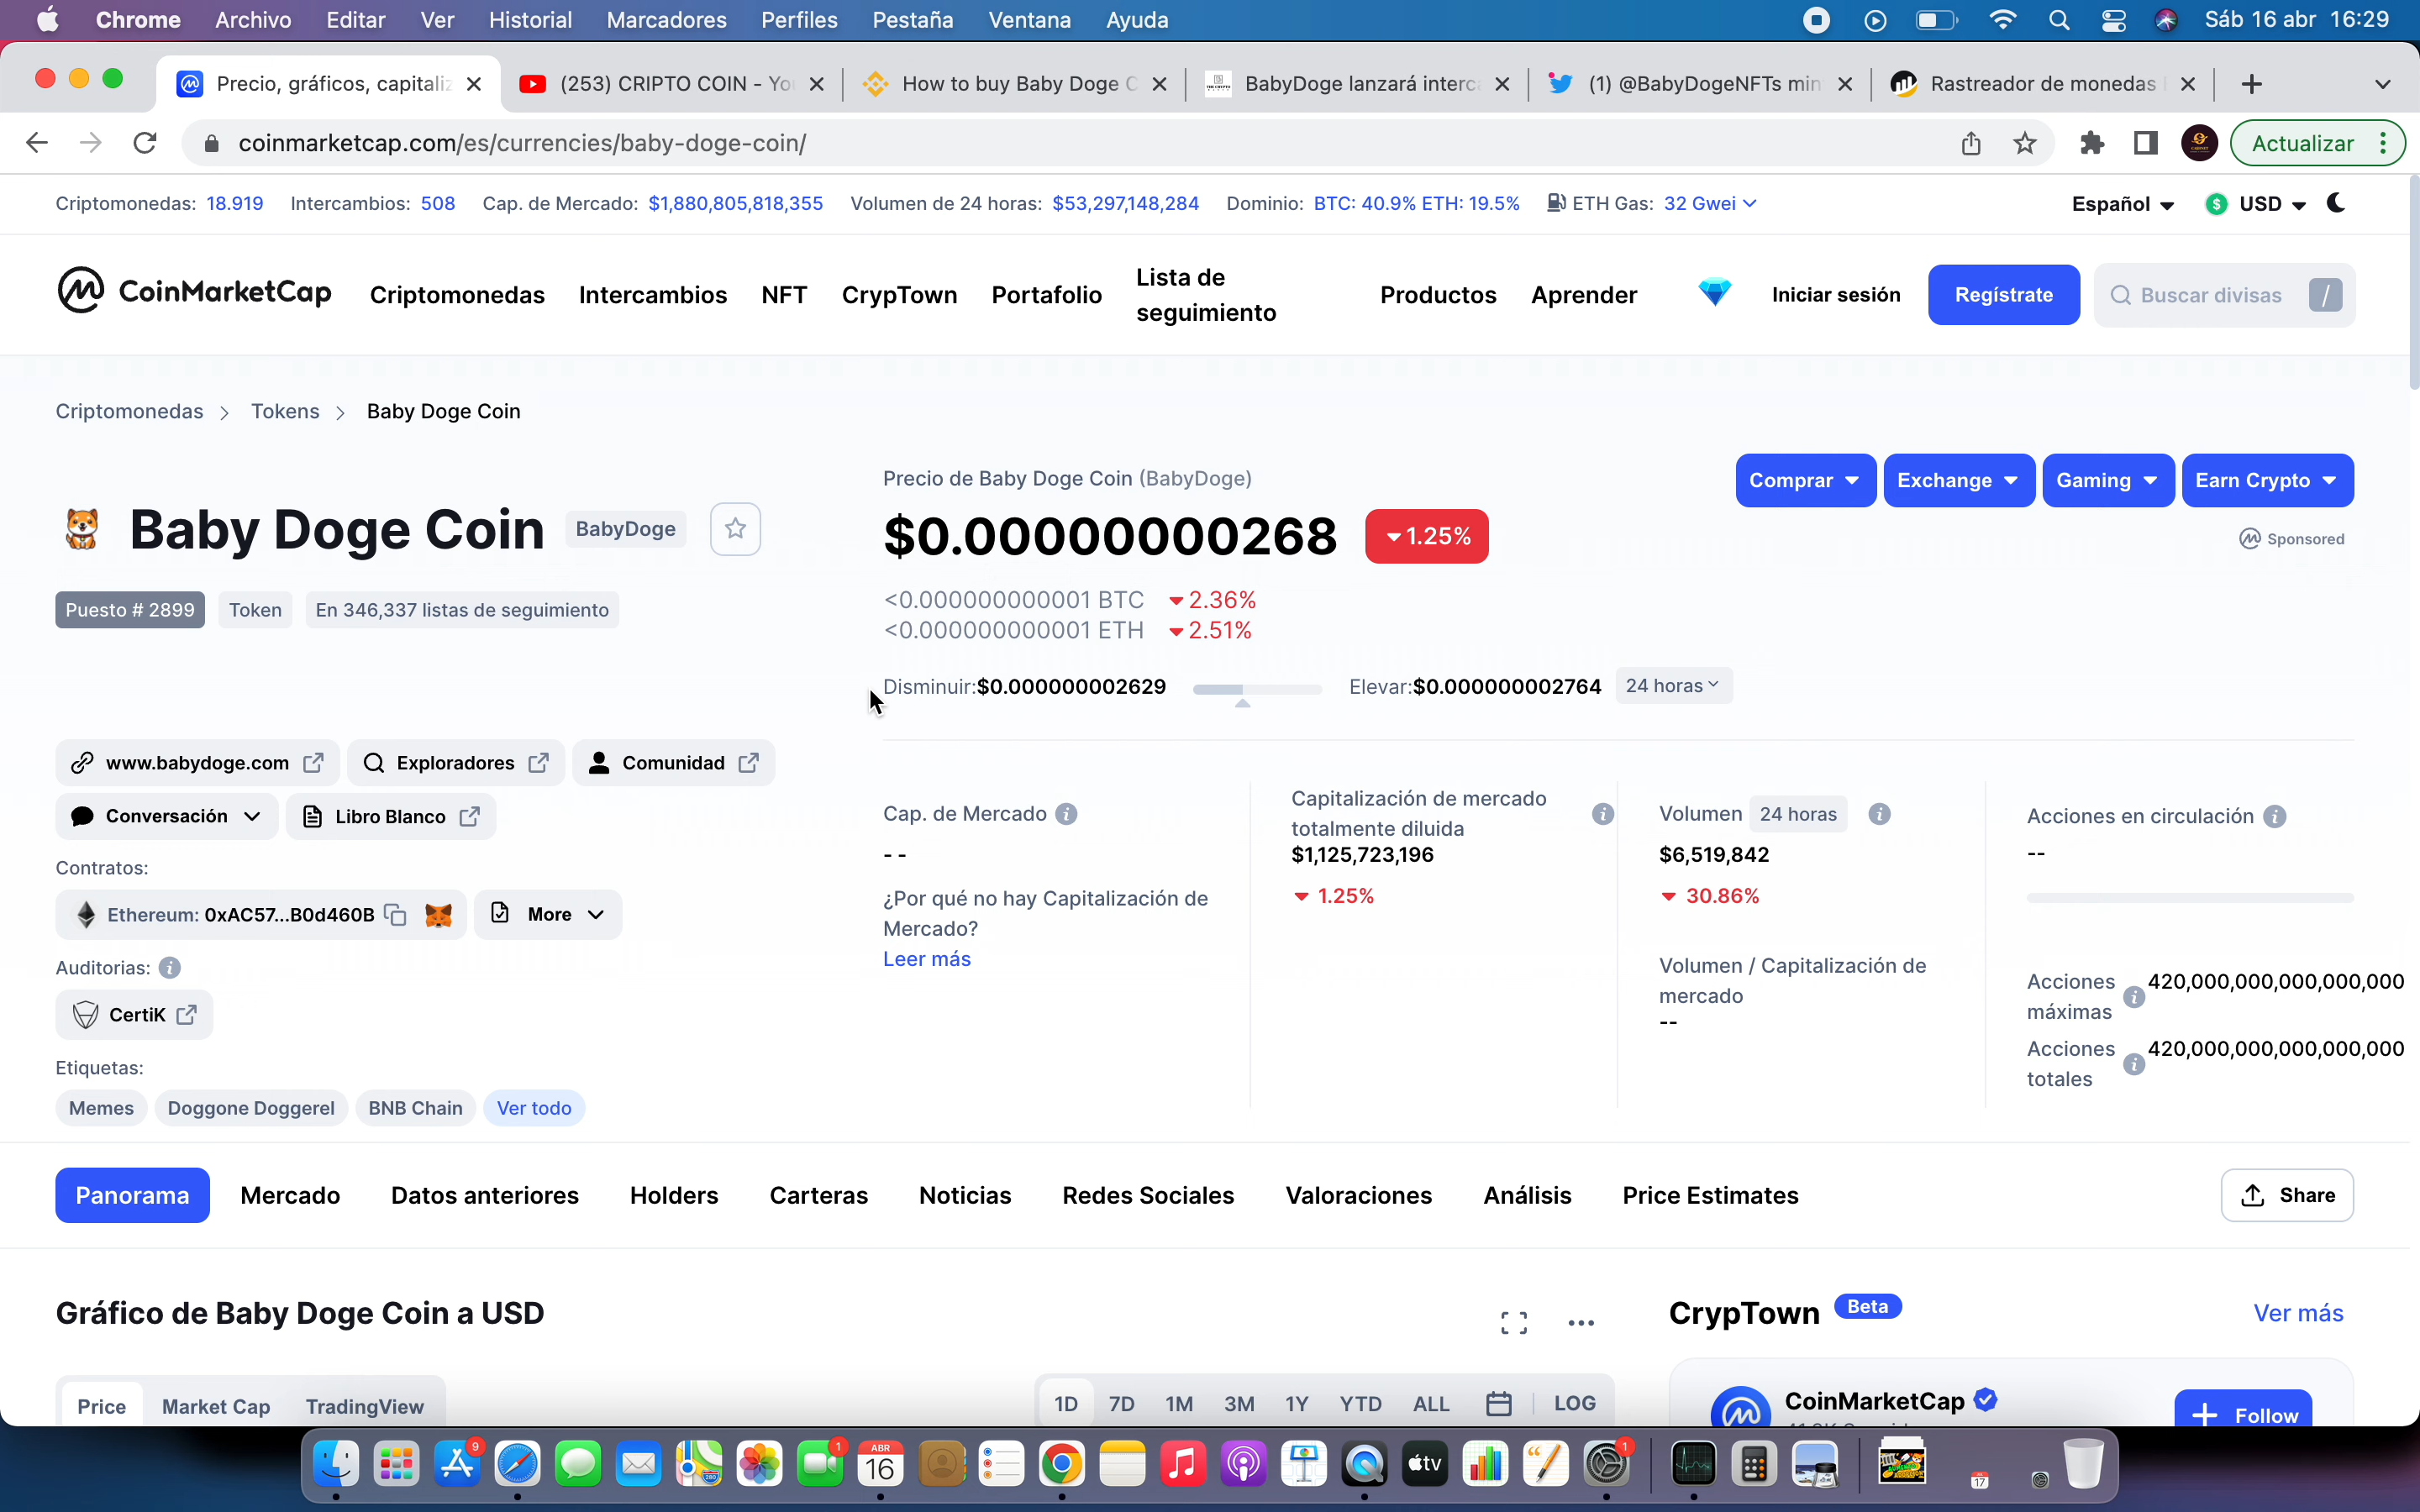 Chrome Archivo Editar Ver Historial Marcadores Perfiles Pestaña Ventana Ayuda Sáb 16 abr 16:29
Precio, gráficos, capitaliz (253) CRIPTO COIN - Yo How to buy Baby Doge C BabyDoge lanzará interc (1) @BabyDogeNFTs min Rastreador de monedas
coinmarketcap.com/es/currencies/baby-doge-coin/ Actualizar
Criptomonedas: 18.919 Intercambios: 508 Cap. de Mercado: $1,880,805,818,355 Volumen de 24 horas: $53,297,148,284 Dominio: BTC: 40.9% ETH: 19.5% ETH Gas: 32 Gwei Español USD
CoinMarketCap Criptomonedas Intercambios NFT CrypTown Portafolio Lista de seguimiento Productos Aprender Iniciar sesión Regístrate Buscar divisas /
Criptomonedas > Tokens > Baby Doge Coin
Precio de Baby Doge Coin (BabyDoge)
Comprar Exchange Gaming Earn Crypto
Baby Doge Coin BabyDoge
$0.00000000268 1.25%
Sponsored
Puesto # 2899 Token En 346,337 listas de seguimiento
<0.000000000001 BTC 2.36%
<0.000000000001 ETH 2.51%
Disminuir:$0.000000002629 Elevar:$0.000000002764 24 horas
www.babydoge.com Exploradores Comunidad
Conversación Libro Blanco
Contratos:
Ethereum: 0xAC57...B0d460B More
Auditorias:
CertiK
Etiquetas:
Memes Doggone Doggerel BNB Chain Ver todo
Cap. de Mercado
- -
¿Por qué no hay Capitalización de
Mercado?
Leer más
Capitalización de mercado
totalmente diluida
$1,125,723,196
1.25%
Volumen 24 horas
$6,519,842
30.86%
Volumen / Capitalización de
mercado
--
Acciones en circulación
--
Acciones máximas 420,000,000,000,000,000
Acciones totales 420,000,000,000,000,000
Panorama Mercado Datos anteriores Holders Carteras Noticias Redes Sociales Valoraciones Análisis Price Estimates Share
Gráfico de Baby Doge Coin a USD
CrypTown Beta Ver más
Price Market Cap TradingView 1D 7D 1M 3M 1Y YTD ALL LOG
CoinMarketCap
Follow
9 1 ABR 16 280 tv 1 17